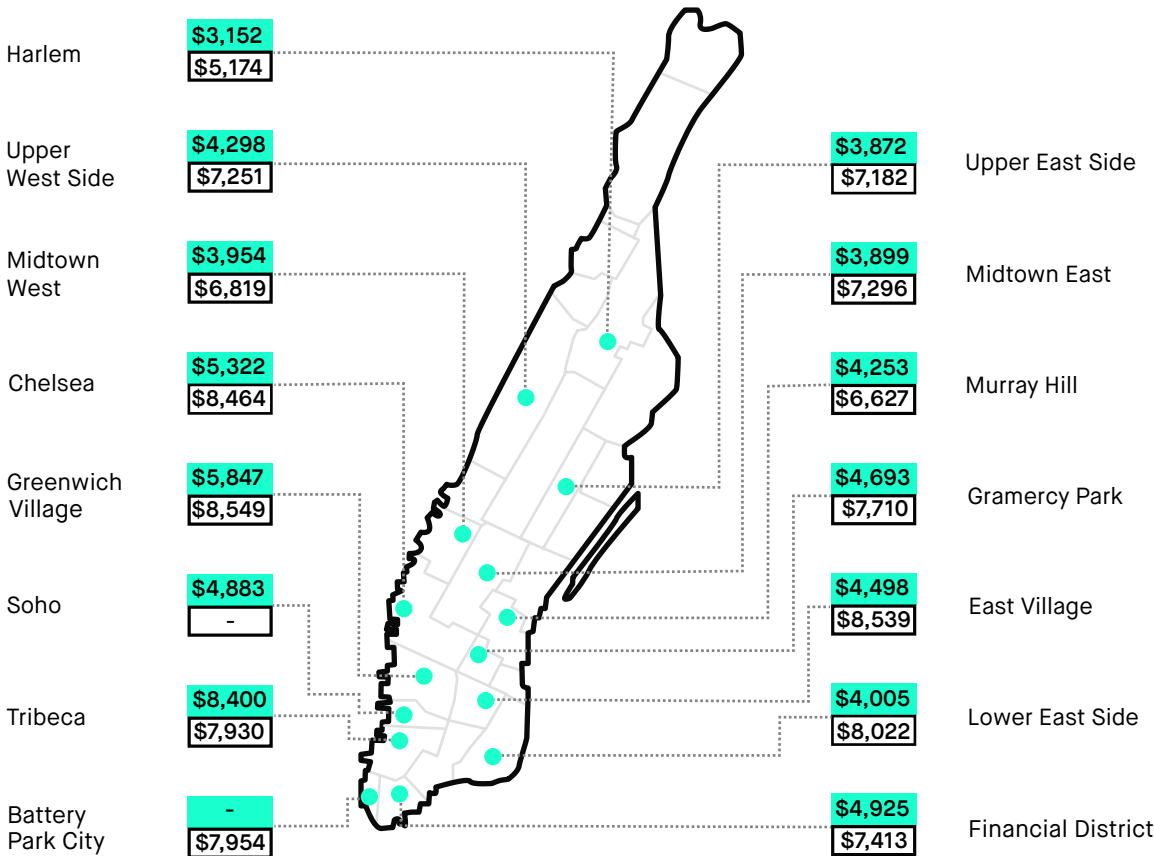 Harlem
$3,152
$5,174
Upper
West Side
$4,298
$7,251
Midtown
West
$3,954
$6,819
Chelsea
$5,322
$8,464
Greenwich
Village
$5,847
$8,549
Soho
$4,883
-
Tribeca
$8,400
$7,930
Battery
Park City
-
$7,954
$3,872
$7,182
Upper East Side
$3,899
$7,296
Midtown East
$4,253
$6,627
Murray Hill
$4,693
$7,710
Gramercy Park
$4,498
$8,539
East Village
$4,005
$8,022
Lower East Side
$4,925
$7,413
Financial District